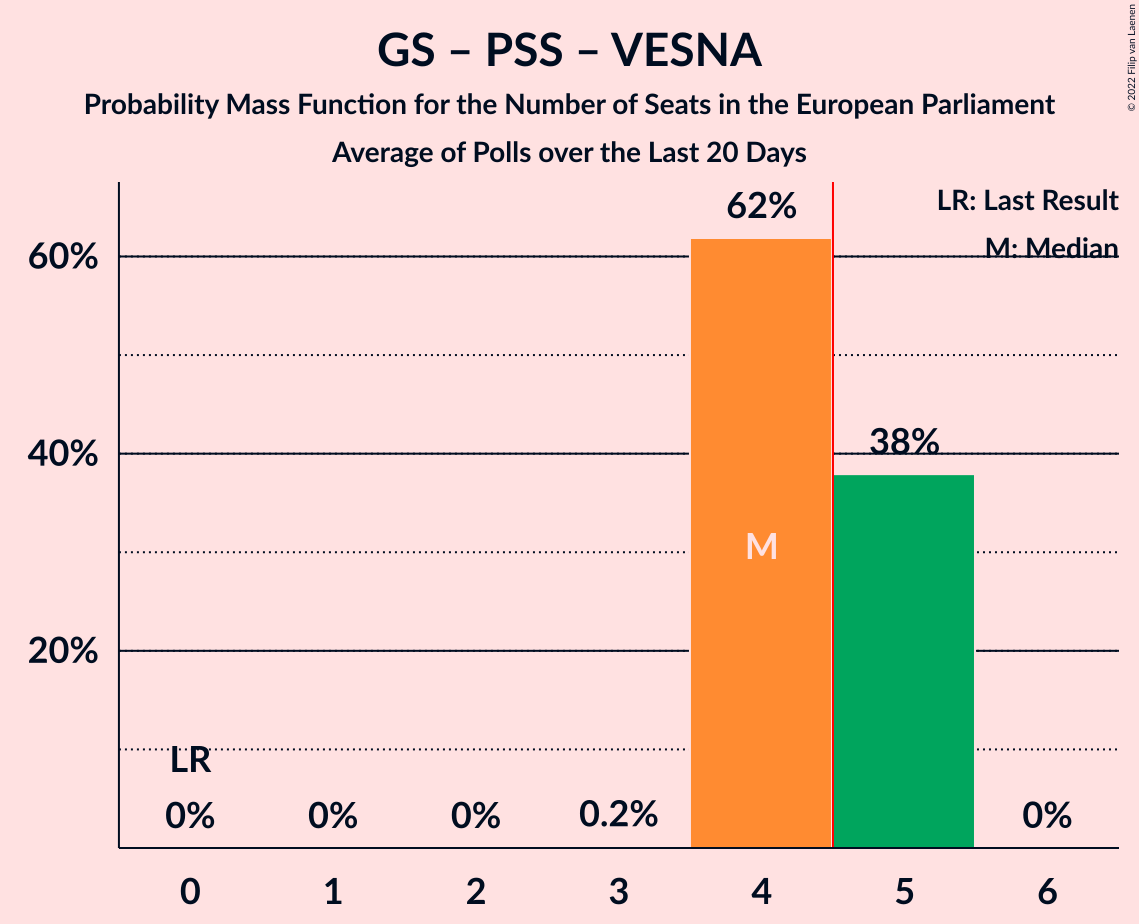 GS – PSS – VESNA
Probability Mass Function for the Number of Seats in the European Parliament
Average of Polls over the Last 20 Days
© 2022 Filip van Laenen
LR: Last Result
M: Median
62%
60%
40%
38%
M
20%
LR
0% 0% 0% 0.2% 0%
0 1 2 3 4 5 6